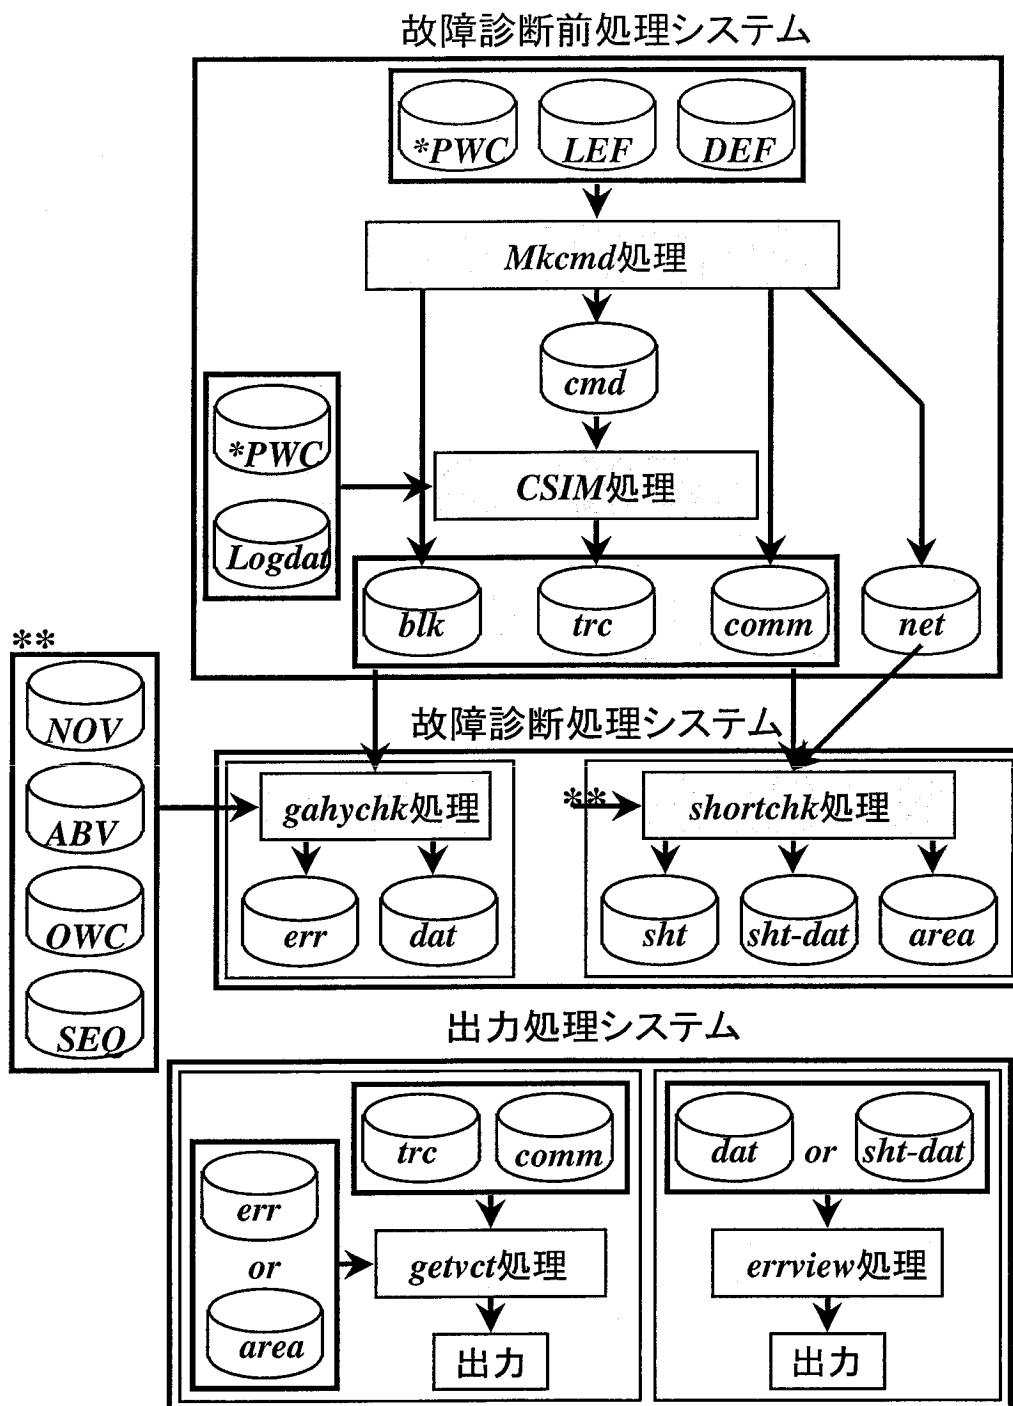 故障診断前処理システム
*PWC
LEF
DEF
Mkcmd処理
cmd
*PWC
CSIM処理
Logdat
blk
trc
comm
net
**
NOV
ABV
OWC
SEQ
故障診断処理システム
gahychk処理
**
shortchk処理
err
dat
sht
sht-dat
area
出力処理システム
trc
comm
err
or
area
getvct処理
出力
dat or sht-dat
errview処理
出力